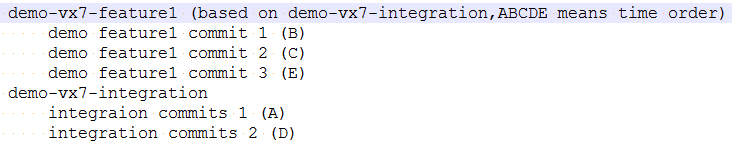 demo-vx7-feature1 (based on demo-vx7-integration,ABCDE means time order)
demo feature1 commit 1 (B)
demo feature1 commit 2 (C)
demo feature1 commit 3 (E)
demo-vx7-integration
integraion commits 1 (A)
integration commits 2 (D)